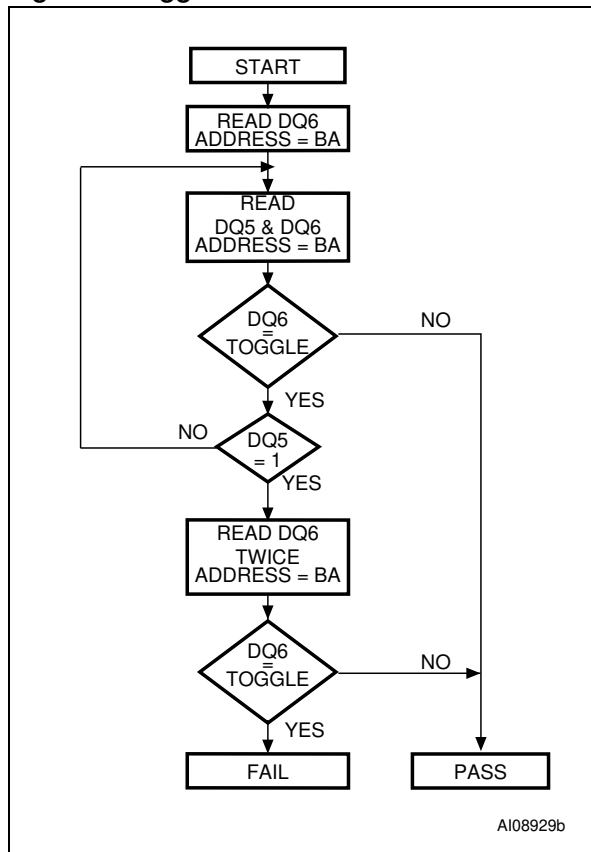 START
READ DQ6
ADDRESS = BA
READ
DQ5 & DQ6
ADDRESS = BA
DQ6
=
TOGGLE
NO
YES
NO
DQ5
= 1
YES
READ DQ6
TWICE
ADDRESS = BA
DQ6
=
TOGGLE
NO
YES
FAIL
PASS
AI08929b